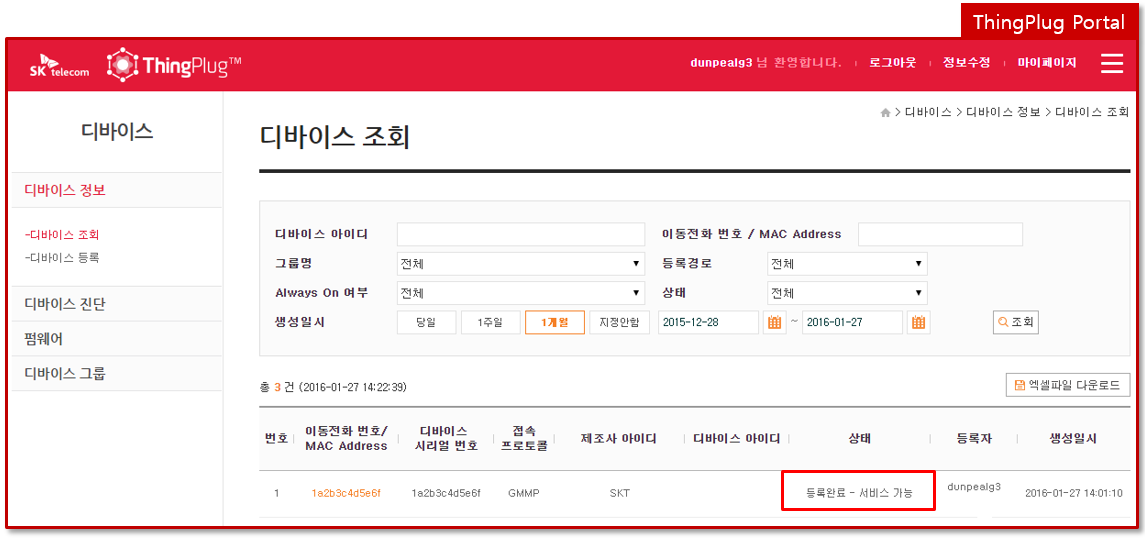 ThingPlug Portal
SK telecom ThingPlug™ dunpealg3 님 환영합니다. 로그아웃 정보수정 마이페이지
> 디바이스 > 디바이스 정보 > 디바이스 조회
디바이스
디바이스 조회
디바이스 정보
-디바이스 조회
-디바이스 등록
디바이스 진단
펌웨어
디바이스 그룹
디바이스 아이디 이동전화 번호 / MAC Address
그룹명 전체 등록경로 전체
Always On 여부 전체 상태 전체
생성일시 당일 1주일 1개월 지정안함 2015-12-28 ~ 2016-01-27 조회
총 3 건 (2016-01-27 14:22:39) 엑셀파일 다운로드
번호 이동전화 번호/ MAC Address 디바이스 시리얼 번호 접속 프로토콜 제조사 아이디 디바이스 아이디 상태 등록자 생성일시
1 1a2b3c4d5e6f 1a2b3c4d5e6f GMMP SKT 등록완료 - 서비스 가능 dunpealg3 2016-01-27 14:01:10